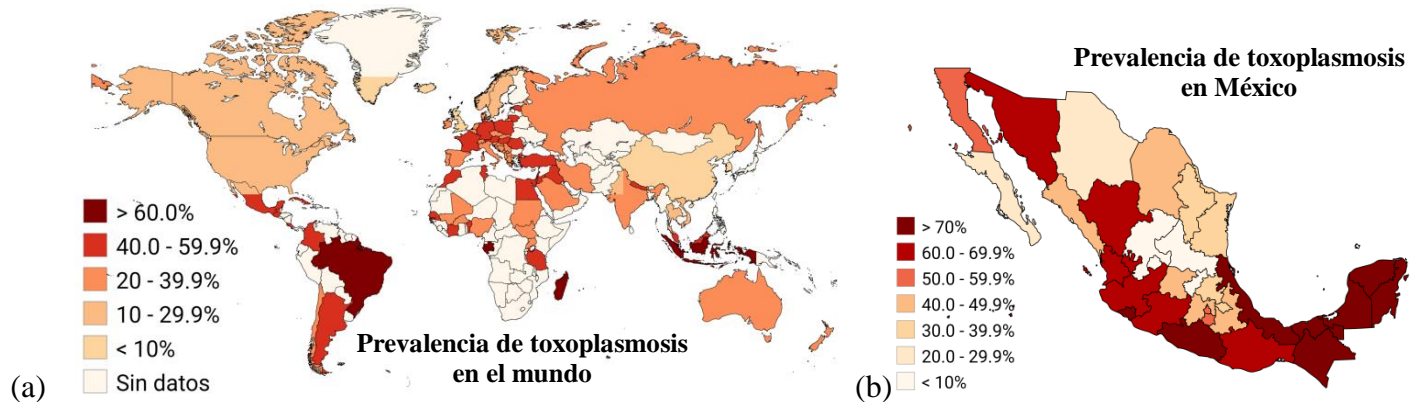 > 60.0%
40.0 - 59.9%
20 - 39.9%
10 - 29.9%
< 10%
Sin datos
Prevalencia de toxoplasmosis
en el mundo
(a)
Prevalencia de toxoplasmosis
en México
> 70%
60.0 - 69.9%
50.0 - 59.9%
40.0 - 49.9%
30.0 - 39.9%
20.0 - 29.9%
< 10%
(b)